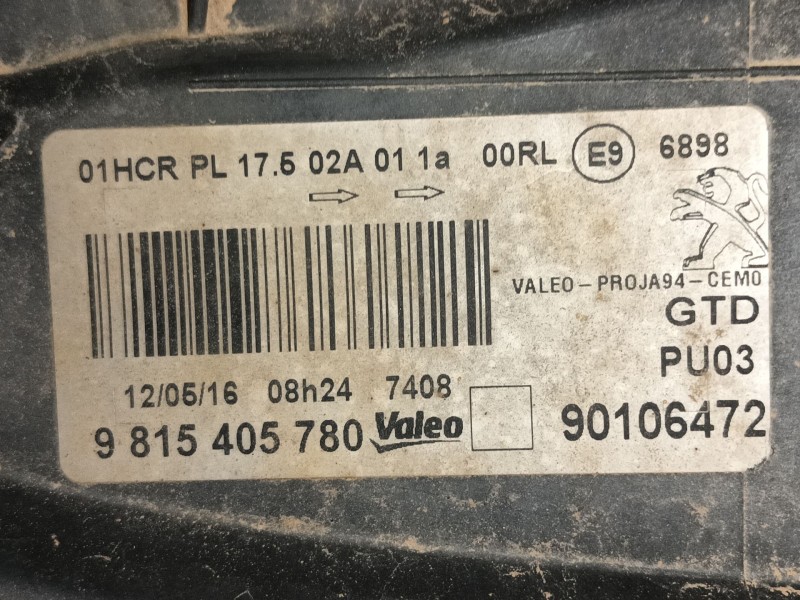 01HCR PL 17.5 02A 01 1a 00RL E9 6898
VALEO-PROJA94-CEMO
GTD
PU03
12/05/16 08h24 7408
9 815 405 780 Valeo 90106472